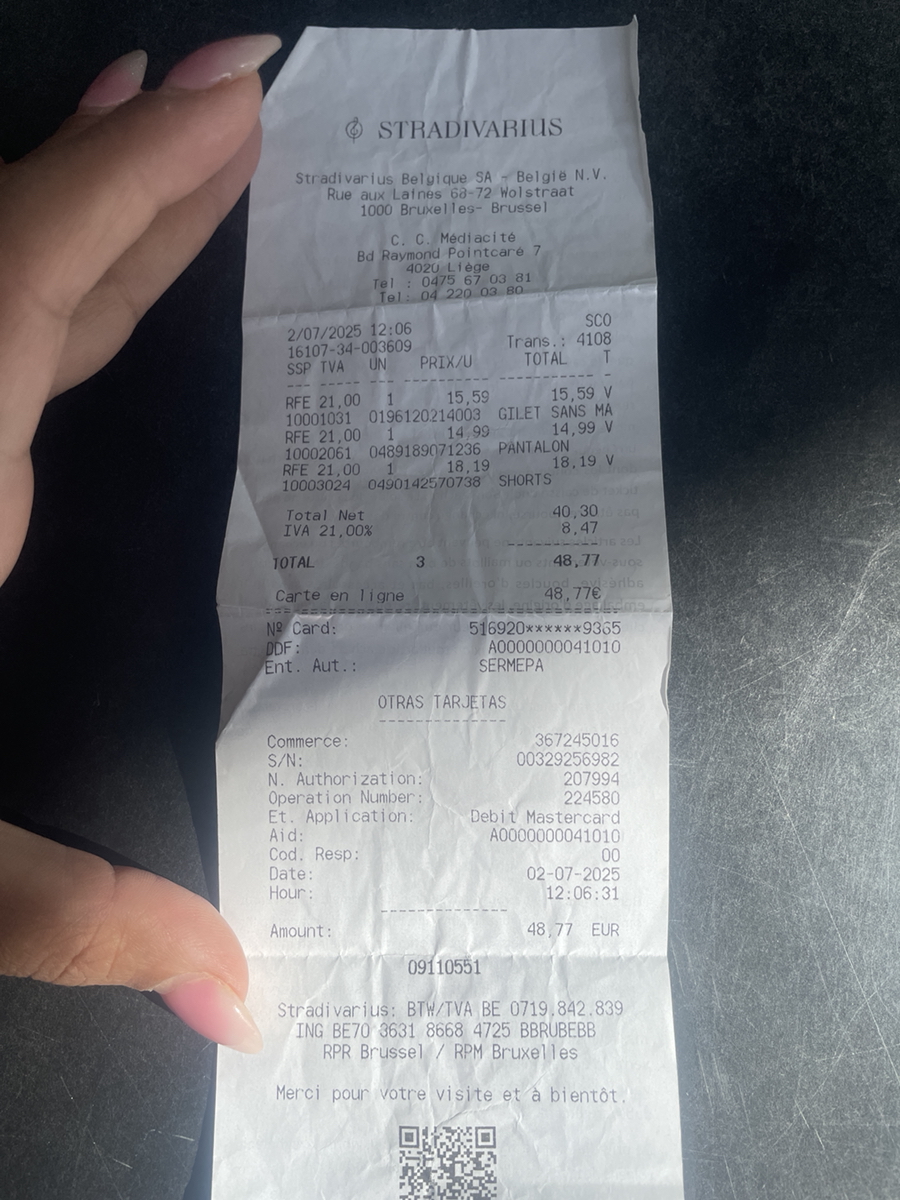 STRADIVARIUS
Stradivarius Belgique SA - België N.V.
Rue aux Laines 68-72 Wolstraat
1000 Bruxelles- Brussel
C. C. Médiacité
Bd Raymond Pointcaré 7
4020 Liège
Tel : 0475 67 03 81
Tel: 04 220 03 80
SCO
2/07/2025 12:06
16107-34-003609 Trans.: 4108
SSP TVA UN PRIX/U TOTAL T
--- ----- --- ---------- ---------- -
RFE 21,00 1 15,59 15,59 V
10001031 0196120214003 GILET SANS MA
RFE 21,00 1 14,99 14,99 V
10002061 0489189071236 PANTALON
RFE 21,00 1 18,19 18,19 V
10003024 0490142570738 SHORTS
Total Net 40,30
IVA 21,00% 8,47
----------
TOTAL 3 48,77
Carte en ligne 48,77€
========================================
Nº Card: 516920******9365
DDF: A0000000041010
Ent. Aut.: SERMEPA
OTRAS TARJETAS
--------------
Commerce: 367245016
S/N: 00329256982
N. Authorization: 207994
Operation Number: 224580
Et. Application: Debit Mastercard
Aid: A0000000041010
Cod. Resp: 00
Date: 02-07-2025
Hour: 12:06:31
--------------
Amount: 48,77 EUR
09110551
Stradivarius: BTW/TVA BE 0719.842.839
ING BE70 3631 8668 4725 BBRUBEBB
RPR Brussel / RPM Bruxelles
Merci pour votre visite et à bientôt.